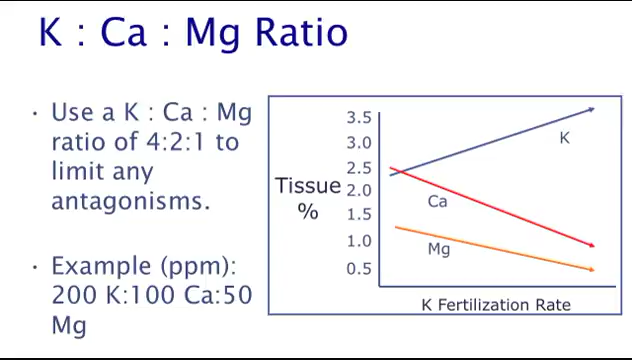 K : Ca : Mg Ratio
• Use a K : Ca : Mg
ratio of 4:2:1 to
limit any
antagonisms.
• Example (ppm):
200 K:100 Ca:50
Mg
Tissue
%
3.5
3.0
2.5
2.0
1.5
1.0
0.5
K
Ca
Mg
K Fertilization Rate